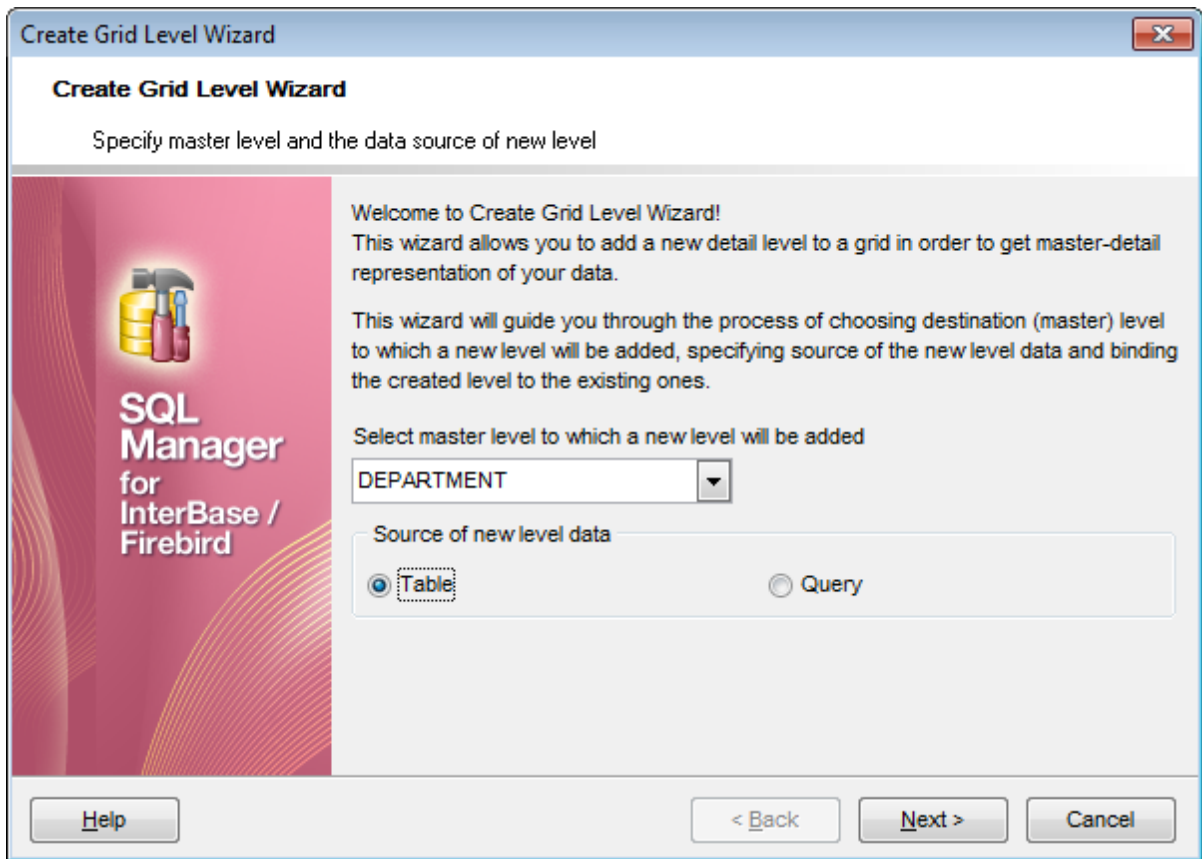 Create Grid Level Wizard
Create Grid Level Wizard
Specify master level and the data source of new level
Welcome to Create Grid Level Wizard!
This wizard allows you to add a new detail level to a grid in order to get master-detail
representation of your data.
This wizard will guide you through the process of choosing destination (master) level
to which a new level will be added, specifying source of the new level data and binding
the created level to the existing ones.
SQL
Manager
for
InterBase /
Firebird
Select master level to which a new level will be added
DEPARTMENT
Source of new level data
Table
Query
Help
< Back
Next >
Cancel